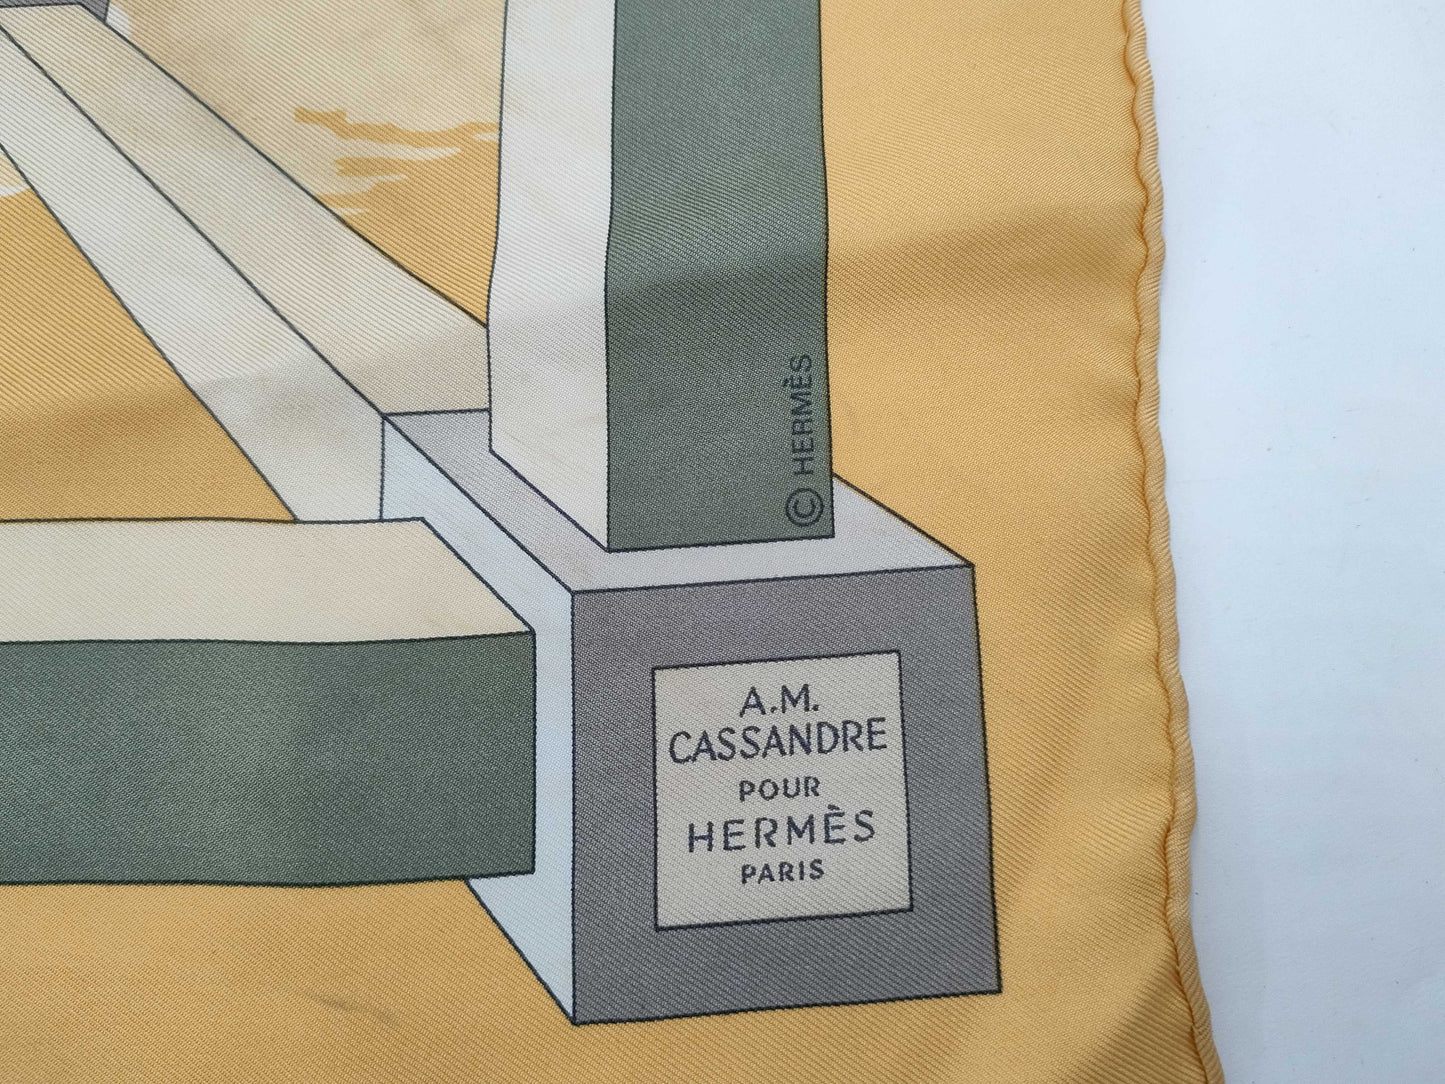 © HERMÈS
A.M.
CASSANDRE
POUR
HERMÈS
PARIS